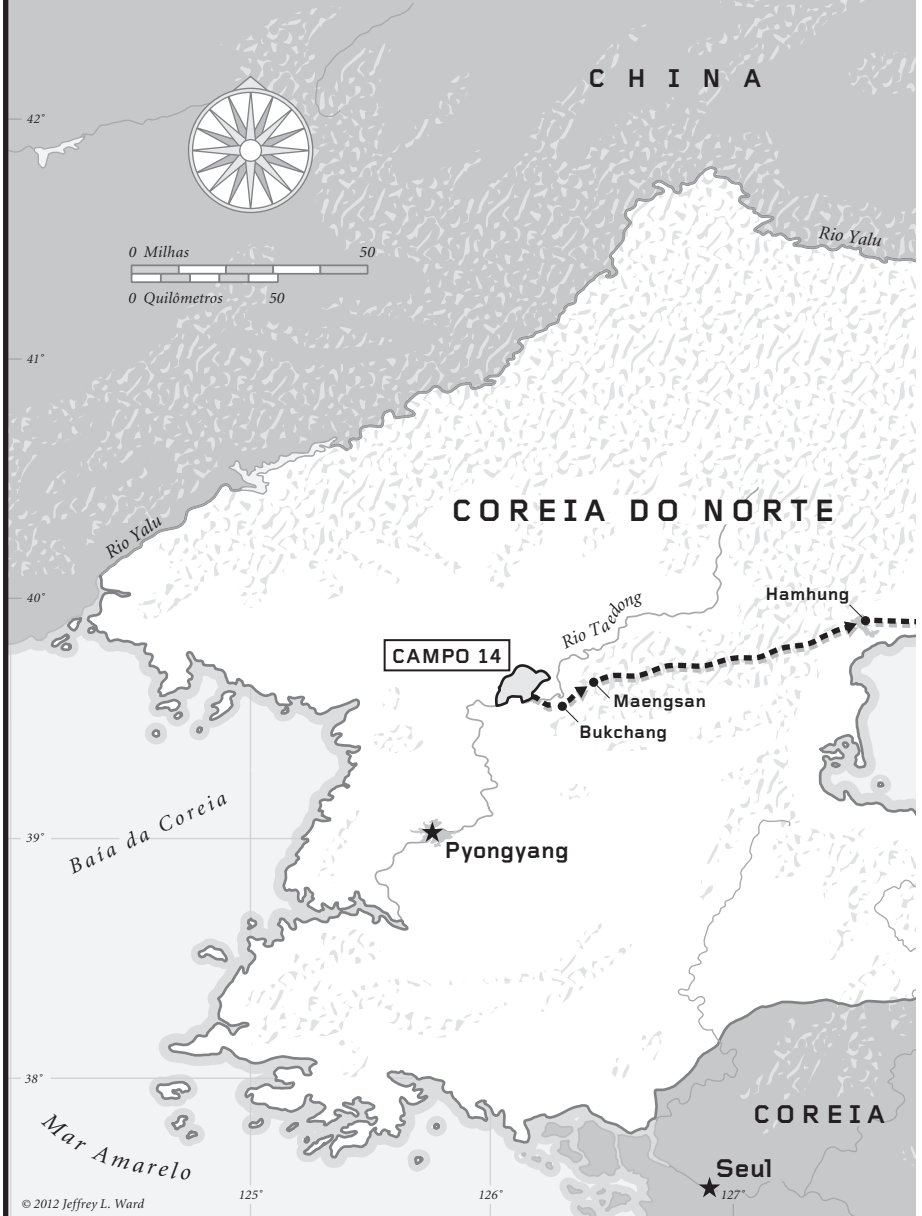 CHINA
42°
Rio Yalu
0 Milhas 50
0 Quilômetros 50
41°
COREIA DO NORTE
Rio Yalu
40°
Hamhung
Rio Taedong
CAMPO 14
Maengsan
Bukchang
Baía da Coreia
39°
Pyongyang
38°
COREIA
Mar Amarelo
Seul
125°
126°
127°
© 2012 Jeffrey L. Ward